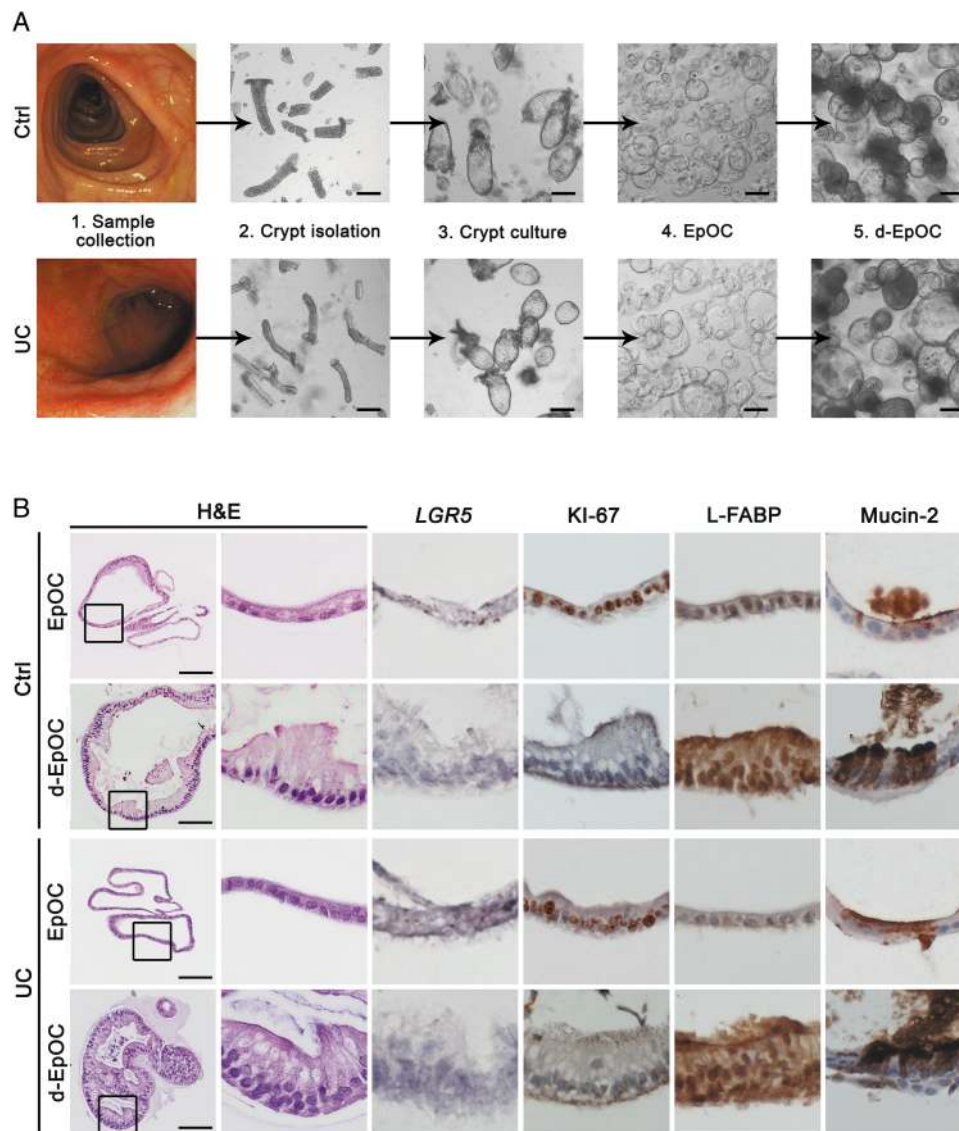 A
Ctrl
1. Sample
collection
2. Crypt isolation
3. Crypt culture
4. EpOC
5. d-EpOC
UC
B
H&E
LGR5
KI-67
L-FABP
Mucin-2
Ctrl
EpOC
d-EpOC
UC
EpOC
d-EpOC